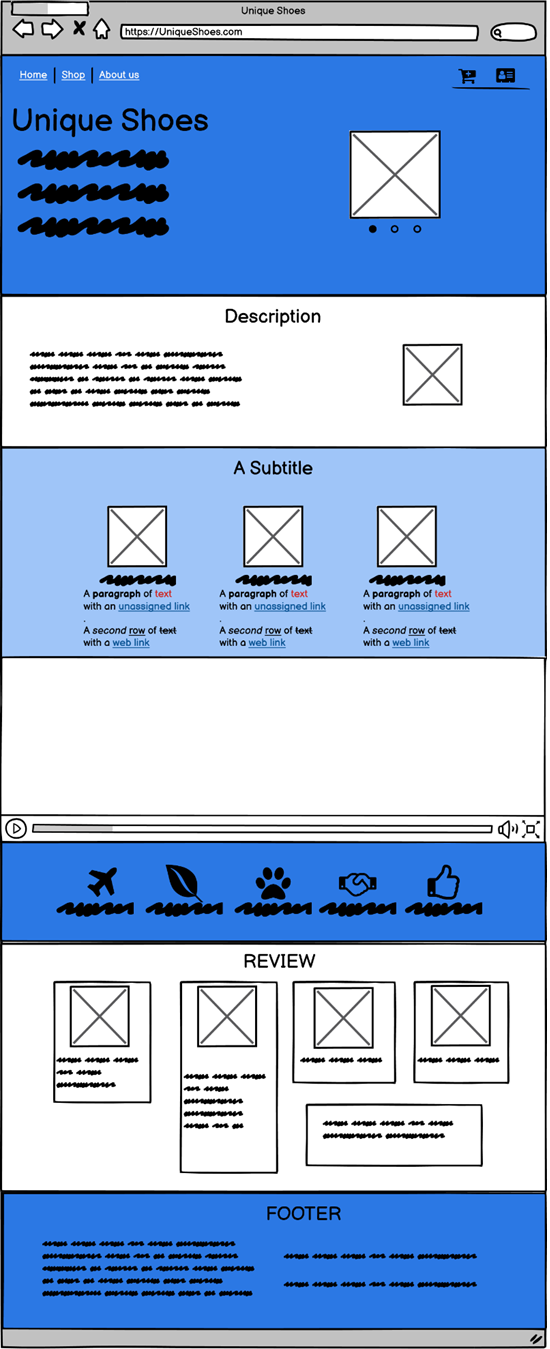 Unique Shoes
https://UniqueShoes.com
Home Shop About us
Unique Shoes
Description
A Subtitle
A paragraph of text
with an unassigned link
.
A second row of text
with a web link
A paragraph of text
with an unassigned link
.
A second row of text
with a web link
A paragraph of text
with an unassigned link
.
A second row of text
with a web link
REVIEW
FOOTER